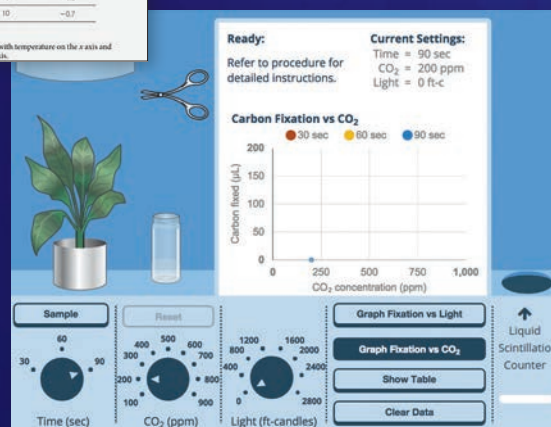 10 −0.7
with temperature on the x axis and
Ready:
Refer to procedure for
detailed instructions.
Current Settings:
Time = 90 sec
CO2 = 200 ppm
Light = 0 ft-c
Carbon Fixation vs CO2
30 sec 60 sec 90 sec
Carbon fixed (µL)
200
150
100
50
0
0 250 500 750 1,000
CO2 concentration (ppm)
Sample
30 60 90
Time (sec)
Reset
100 200 300 400 500 600 700 800 900
CO2 (ppm)
0 400 800 1200 1600 2000 2400 2800
Light (ft-candles)
Graph Fixation vs Light
Graph Fixation vs CO2
Show Table
Clear Data
Liquid
Scintillatio
Counter